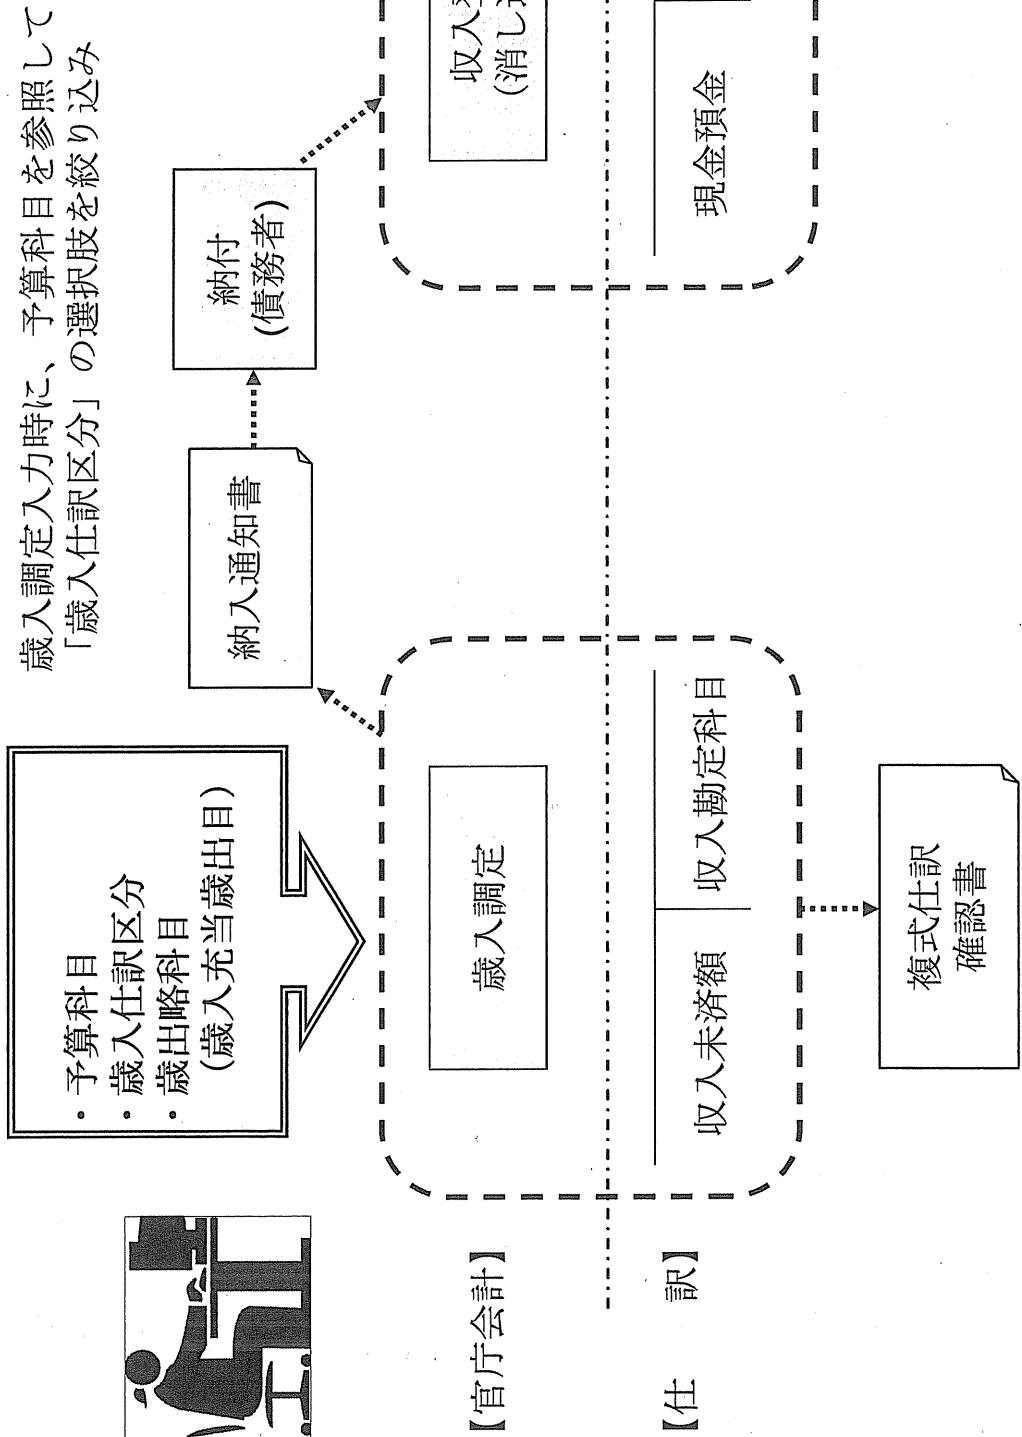 歳入調定入力時に、予算科目を参照して
「歳入仕訳区分」の選択肢を絞り込み
・予算科目
・歳入仕訳区分
・歳出略科目
(歳入充当歳出目)
納入通知書
納付
(債務者)
【官庁会計】
歳入調定
収入
(消し
【仕 訳】
収入未済額
収入勘定科目
現金預金
複式仕訳
確認書